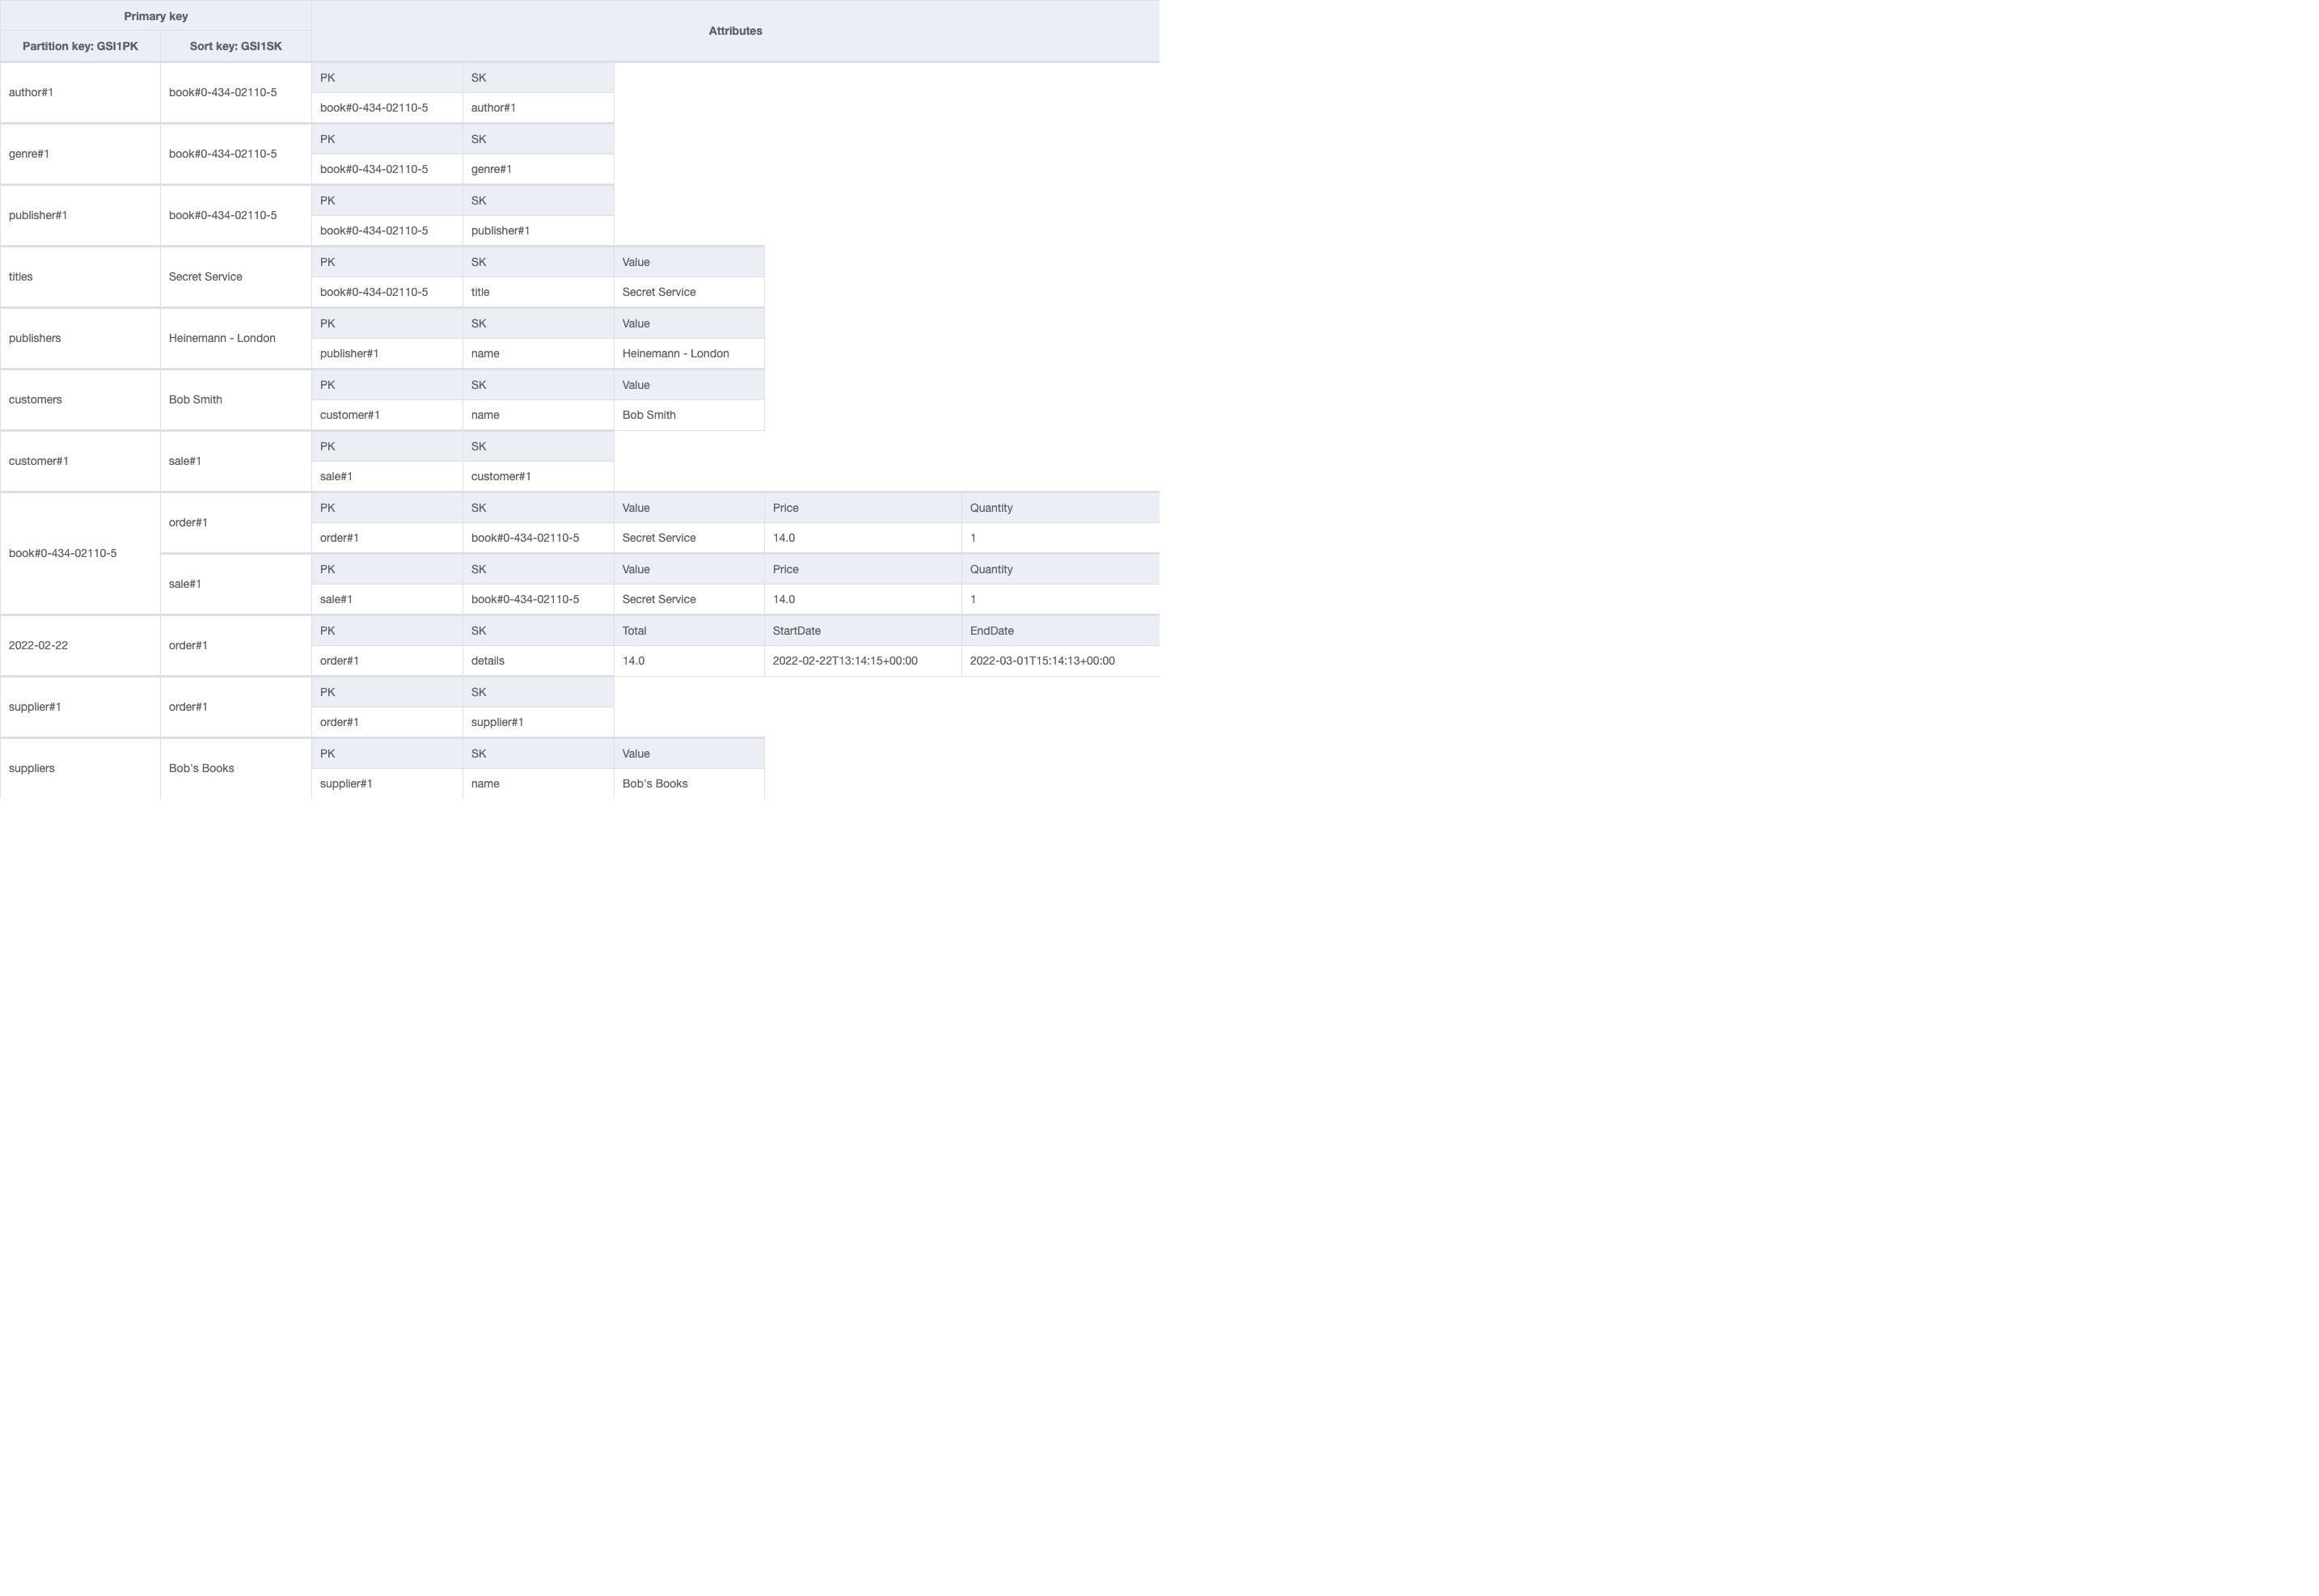 Primary key
Attributes
Partition key: GSI1PK Sort key: GSI1SK
PK SK
author#1 book#0-434-02110-5
book#0-434-02110-5 author#1
PK SK
genre#1 book#0-434-02110-5
book#0-434-02110-5 genre#1
PK SK
publisher#1 book#0-434-02110-5
book#0-434-02110-5 publisher#1
PK SK Value
titles Secret Service
book#0-434-02110-5 title Secret Service
PK SK Value
publishers Heinemann - London
publisher#1 name Heinemann - London
PK SK Value
customers Bob Smith
customer#1 name Bob Smith
PK SK
customer#1 sale#1
sale#1 customer#1
PK SK Value Price Quantity
order#1
order#1 book#0-434-02110-5 Secret Service 14.0 1
book#0-434-02110-5
PK SK Value Price Quantity
sale#1
sale#1 book#0-434-02110-5 Secret Service 14.0 1
PK SK Total StartDate EndDate
2022-02-22 order#1
order#1 details 14.0 2022-02-22T13:14:15+00:00 2022-03-01T15:14:13+00:00
PK SK
supplier#1 order#1
order#1 supplier#1
PK SK Value
suppliers Bob's Books
supplier#1 name Bob's Books